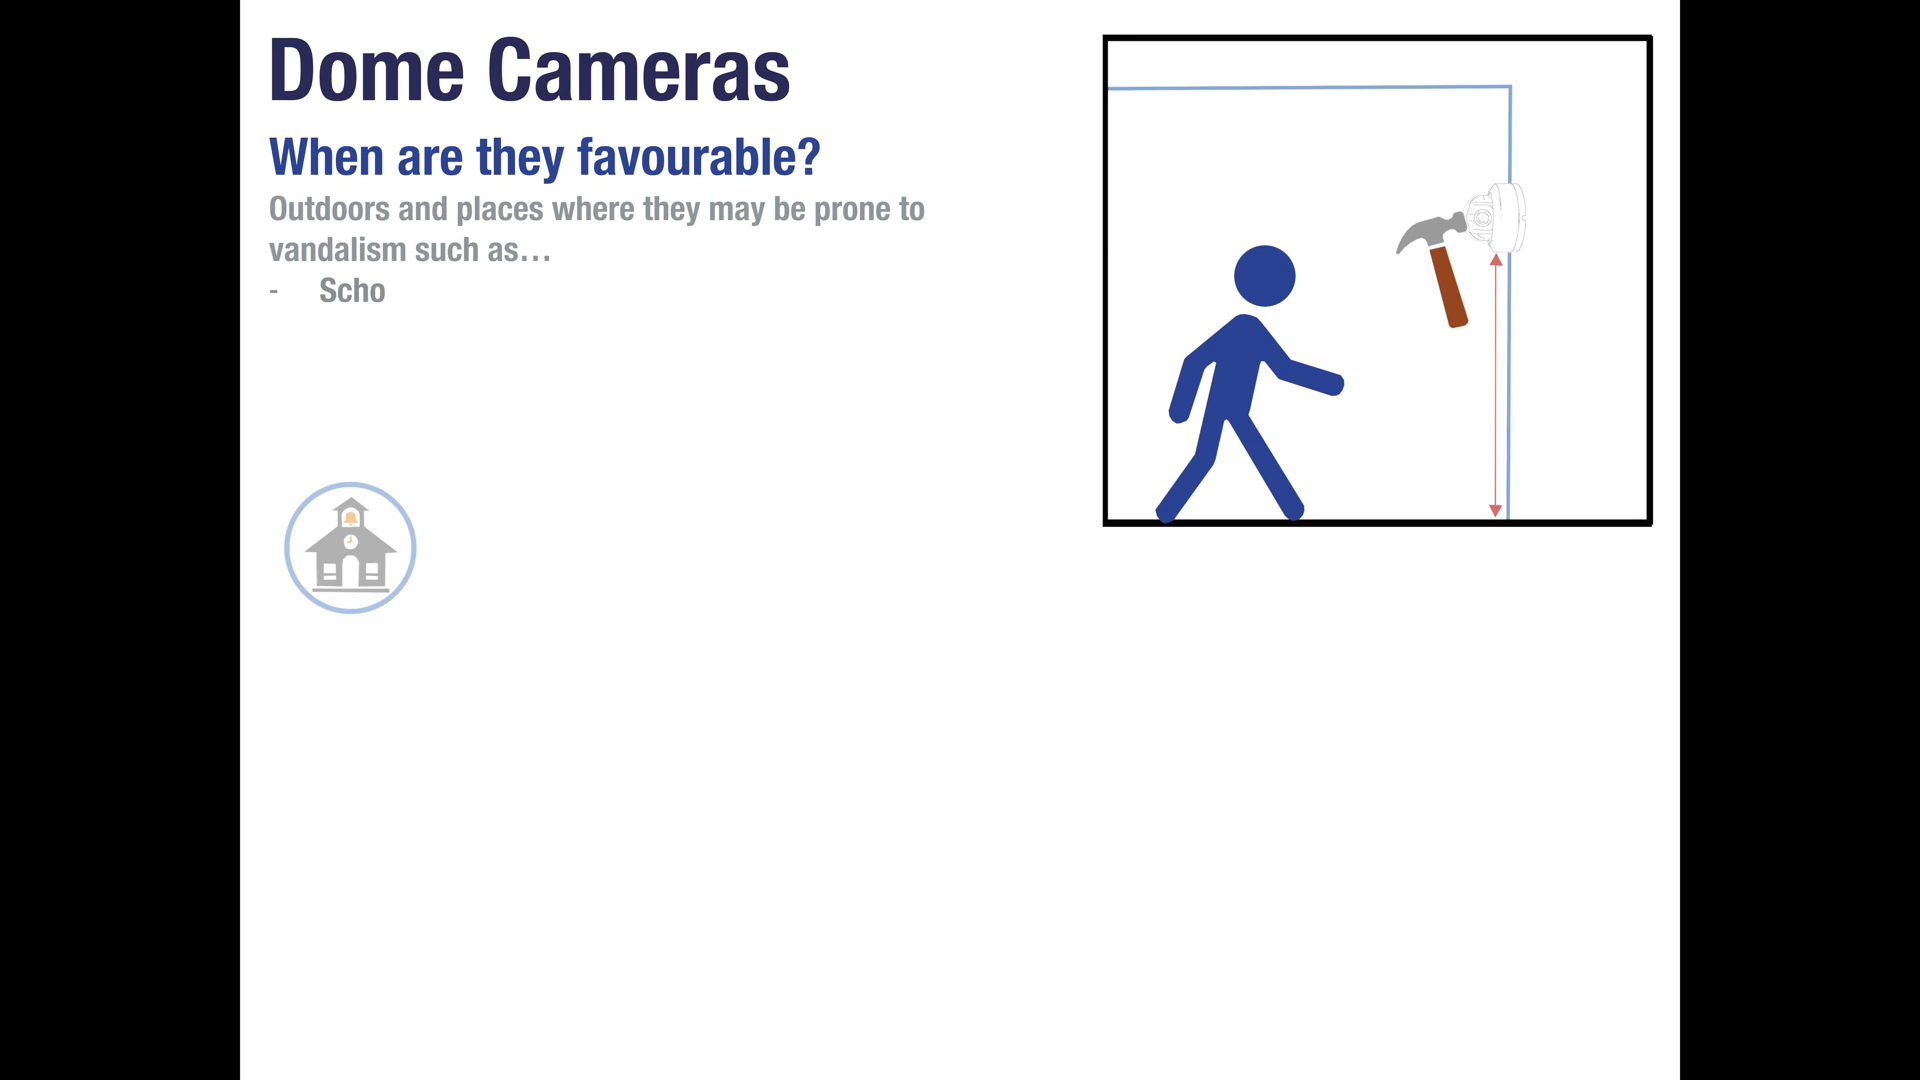 Dome Cameras
When are they favourable?
Outdoors and places where they may be prone to
vandalism such as…
- Scho